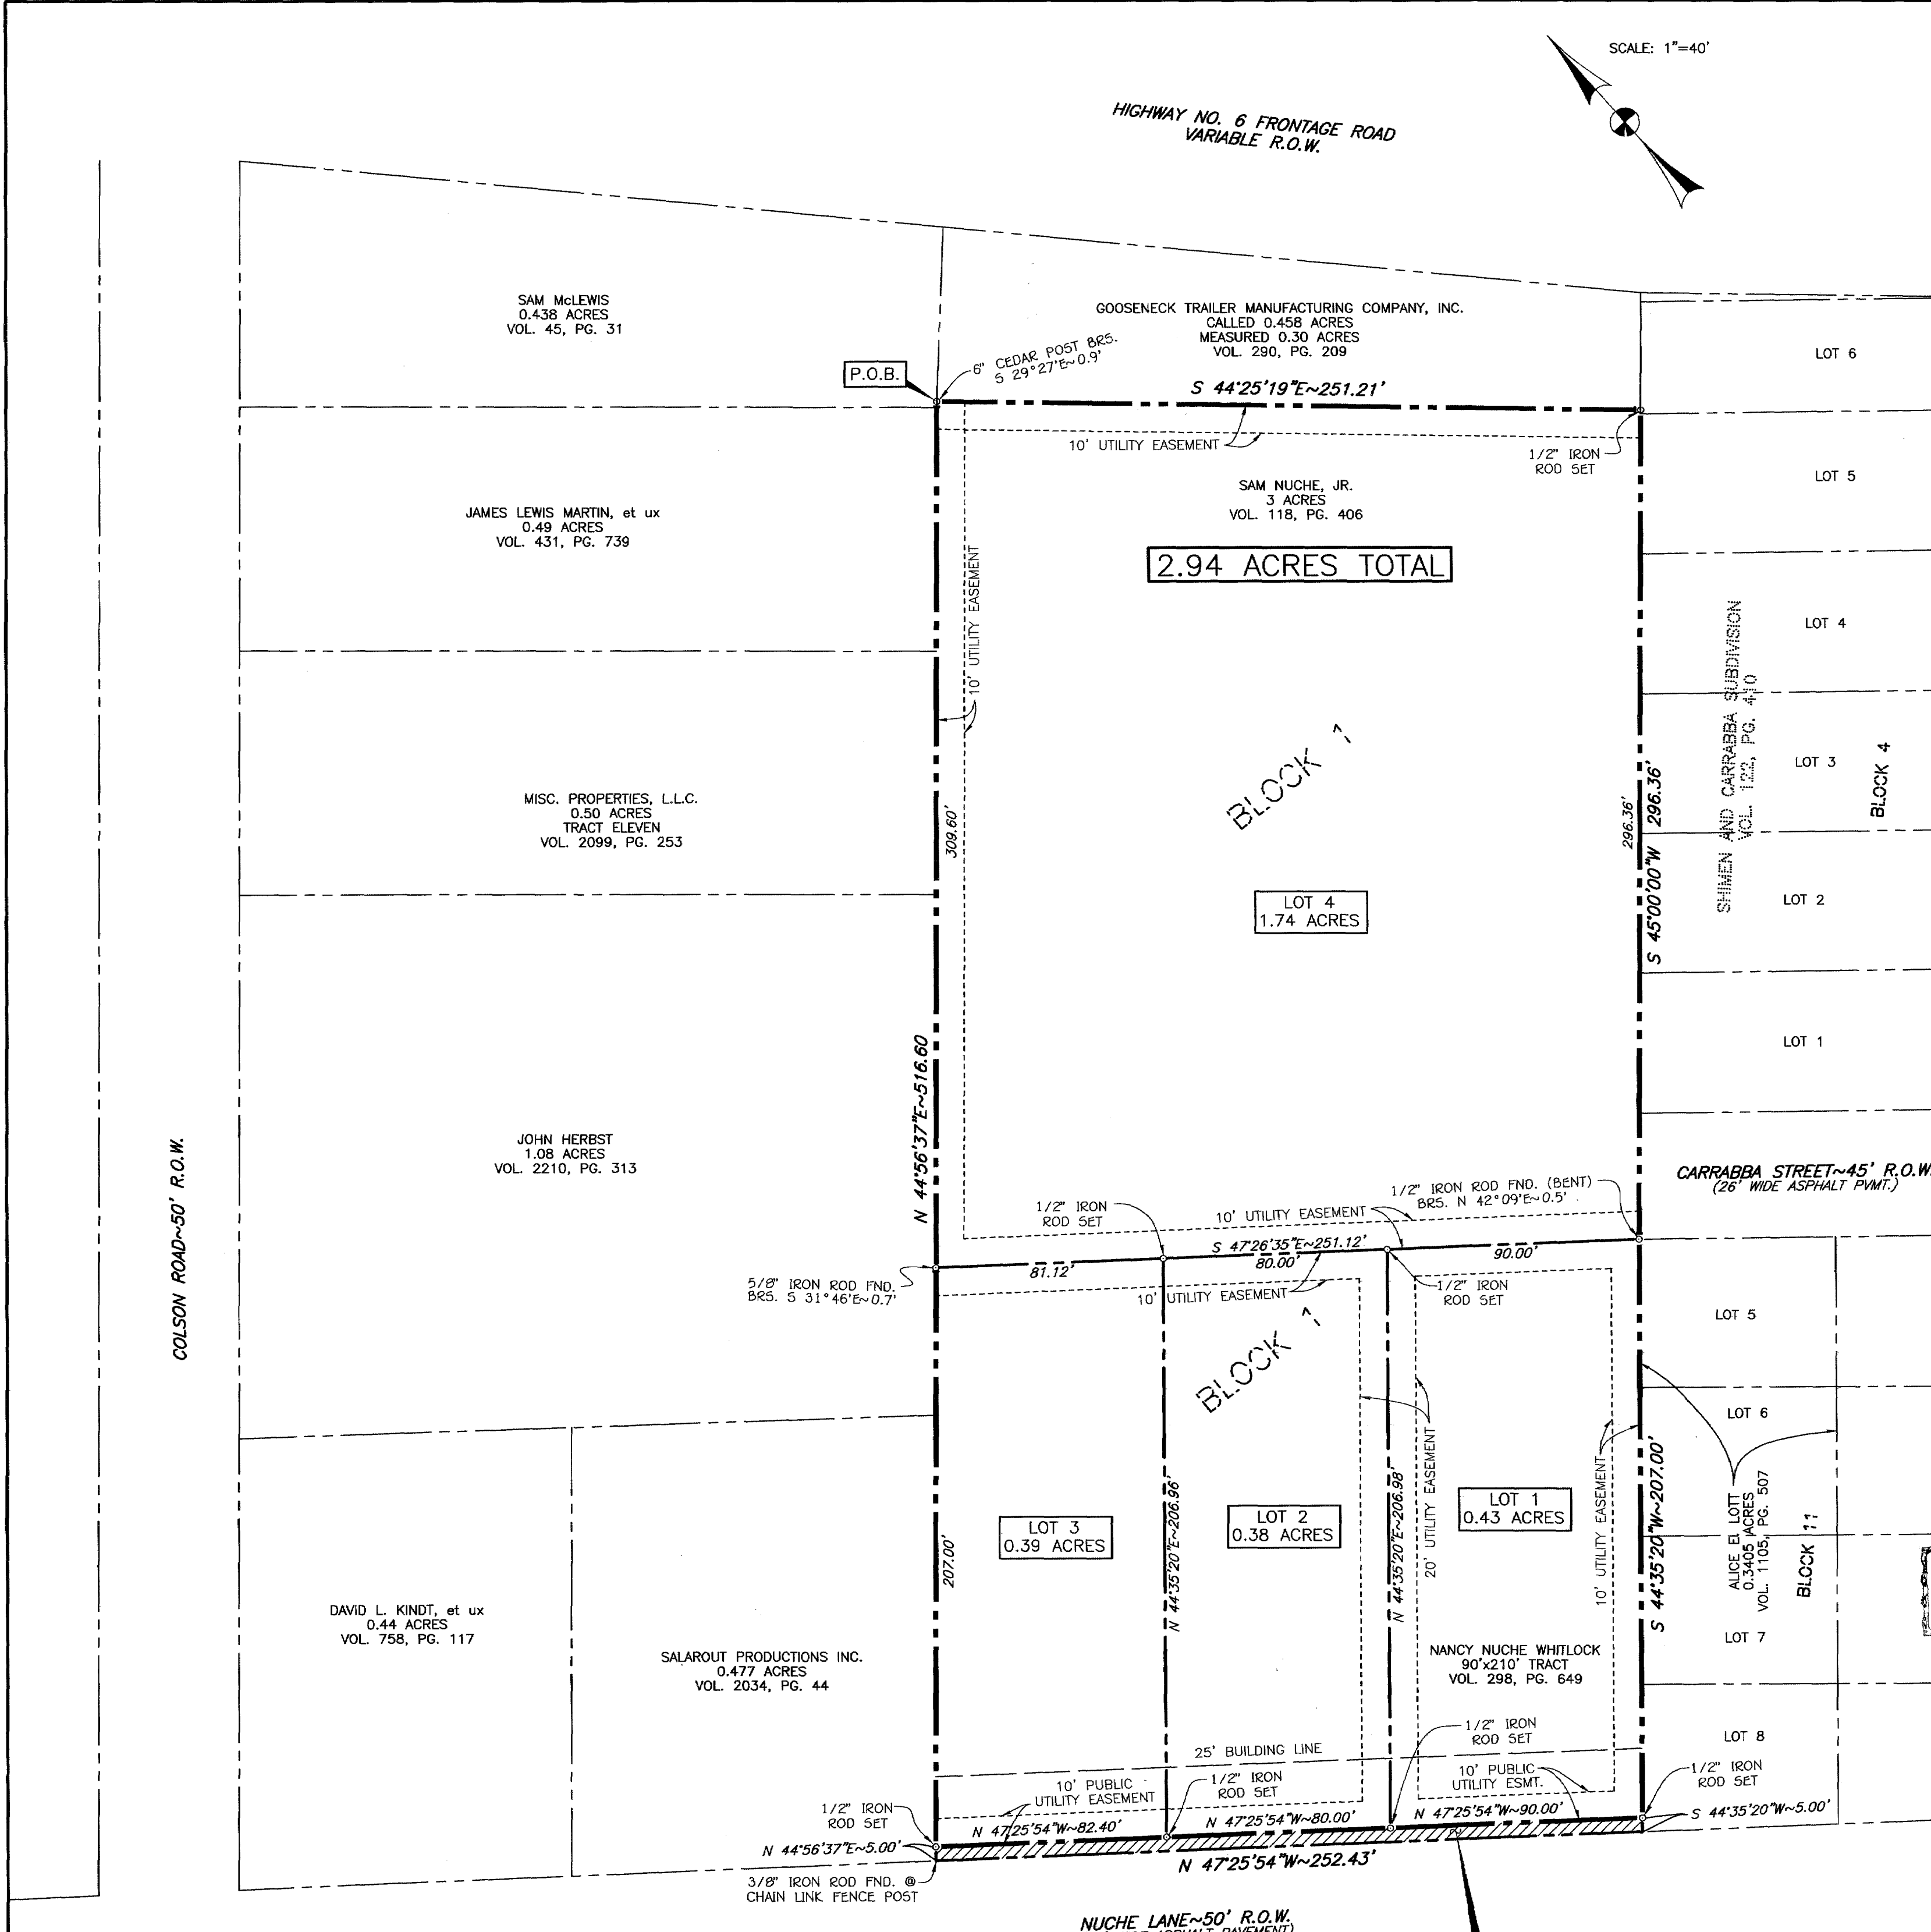 SCALE: 1"=40'
HIGHWAY NO. 6 FRONTAGE ROAD
VARIABLE R.O.W.
SAM McLEWIS
0.438 ACRES
VOL. 45, PG. 31
GOOSENECK TRAILER MANUFACTURING COMPANY, INC.
CALLED 0.458 ACRES
MEASURED 0.30 ACRES
VOL. 290, PG. 209
P.O.B.
6" CEDAR POST BRS.
S 29°27'E~0.9'
S 44°25'19"E~251.21'
10' UTILITY EASEMENT
1/2" IRON
ROD SET
SAM NUCHE, JR.
3 ACRES
VOL. 118, PG. 406
2.94 ACRES TOTAL
JAMES LEWIS MARTIN, et ux
0.49 ACRES
VOL. 431, PG. 739
10' UTILITY EASEMENT
LOT 6
LOT 5
LOT 4
LOT 3
LOT 2
LOT 1
BLOCK 4
SHIMEN AND CARRABBA SUBDIVISION
VOL. 122, PG. 410
MISC. PROPERTIES, L.L.C.
0.50 ACRES
TRACT ELEVEN
VOL. 2099, PG. 253
309.60'
BLOCK 1
296.36'
S 45°00'00"W 296.36'
LOT 4
1.74 ACRES
N 44°56'37"E~516.60
JOHN HERBST
1.08 ACRES
VOL. 2210, PG. 313
COLSON ROAD~50' R.O.W.
CARRABBA STREET~45' R.O.W.
(26' WIDE ASPHALT PVMT.)
1/2" IRON
ROD SET
10' UTILITY EASEMENT
1/2" IRON ROD FND. (BENT)
BRS. N 42°09'E~0.5'
S 47°26'35"E~251.12'
81.12'
80.00'
90.00'
5/8" IRON ROD FND.
BRS. S 31°46'E~0.7'
10' UTILITY EASEMENT
1/2" IRON
ROD SET
BLOCK 1
LOT 5
LOT 6
LOT 7
LOT 8
ALICE EL LOTT
0.3405 ACRES
VOL. 1105, PG. 507
BLOCK 11
207.00'
LOT 3
0.39 ACRES
N 44°35'20"E~206.96'
LOT 2
0.38 ACRES
N 44°35'20"E~206.98'
20' UTILITY EASEMENT
LOT 1
0.43 ACRES
10' UTILITY EASEMENT
S 44°35'20"W~207.00'
DAVID L. KINDT, et ux
0.44 ACRES
VOL. 758, PG. 117
SALAROUT PRODUCTIONS INC.
0.477 ACRES
VOL. 2034, PG. 44
NANCY NUCHE WHITLOCK
90'x210' TRACT
VOL. 298, PG. 649
1/2" IRON
ROD SET
25' BUILDING LINE
10' PUBLIC
UTILITY EASEMENT
1/2" IRON
ROD SET
10' PUBLIC
UTILITY ESMT.
1/2" IRON
ROD SET
1/2" IRON
ROD SET
N 47°25'54"W~82.40'
N 47°25'54"W~80.00'
N 47°25'54"W~90.00'
S 44°35'20"W~5.00'
N 44°56'37"E~5.00'
N 47°25'54"W~252.43'
3/8" IRON ROD FND. @
CHAIN LINK FENCE POST
NUCHE LANE~50' R.O.W.
ASPHALT PAVEMENT)